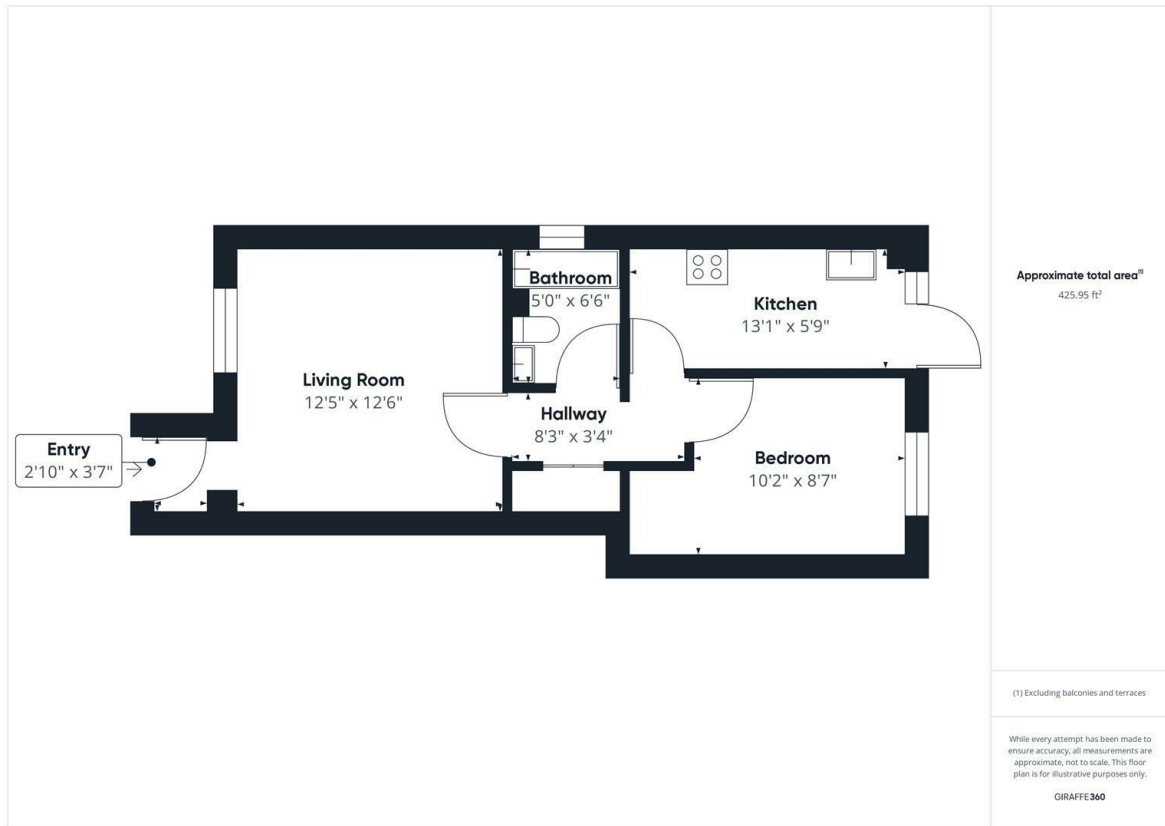 Bathroom
5'0" x 6'6"
Kitchen
13'1" x 5'9"
Living Room
12'5" x 12'6"
Hallway
8'3" x 3'4"
Entry
2'10" x 3'7"
Bedroom
10'2" x 8'7"
Approximate total area(1)
425.95 ft²
(1) Excluding balconies and terraces
While every attempt has been made to
ensure accuracy, all measurements are
approximate, not to scale. This floor
plan is for illustrative purposes only.
GIRAFFE360